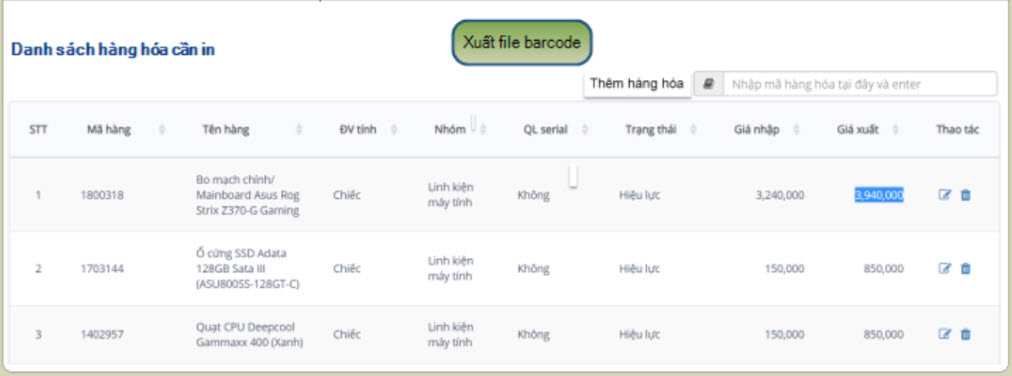 Xuất file barcode
Danh sách hàng hóa cần in
Thêm hàng hóa Nhập mã hàng hóa tại đây và enter
STT Mã hàng Tên hàng ĐV tính Nhóm QL serial Trạng thái Giá nhập Giá xuất Thao tác
1 1800318 Bo mạch chính/ Mainboard Asus Rog Strix Z370-G Gaming Chiếc Linh kiện máy tính Không Hiệu lực 3,240,000 3,940,000
2 1703144 Ổ cứng SSD Adata 128GB Sata III (ASU800SS-128GT-C) Chiếc Linh kiện máy tính Không Hiệu lực 150,000 850,000
3 1402957 Quạt CPU Deepcool Gammaxx 400 (Xanh) Chiếc Linh kiện máy tính Không Hiệu lực 150,000 850,000